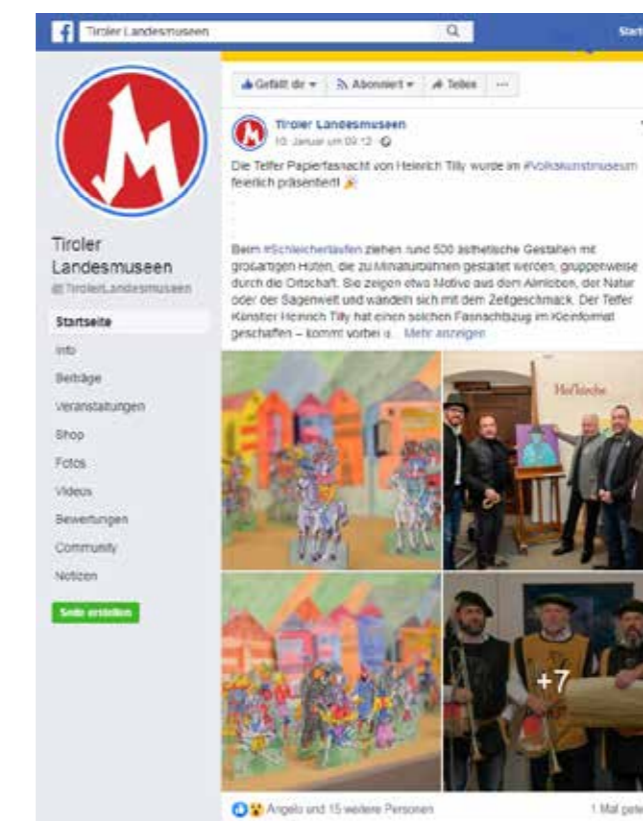 Tiroler Landesmuseen
Start
Gefällt dir
Abonniert
Teilen
...
Tiroler Landesmuseen
@TirolerLandesmuseen
Startseite
Info
Beiträge
Veranstaltungen
Shop
Fotos
Videos
Bewertungen
Community
Notizen
Seite erstellen
Tiroler Landesmuseen
10. Januar um 09:12
Die Telfer Papierfasnacht von Heinrich Tilly wurde im #Volkskunstmuseum
feierlich präsentiert!
.
.
Beim #Schleicherlaufen ziehen rund 500 ästhetische Gestalten mit
großartigen Hüten, die zu Miniaturbühnen gestaltet werden, gruppenweise
durch die Ortschaft. Sie zeigen etwa Motive aus dem Almleben, der Natur
oder der Sagenwelt und wandeln sich mit dem Zeitgeschmack. Der Telfer
Künstler Heinrich Tilly hat einen solchen Fasnachtszug im Kleinformat
geschaffen – kommt vorbei u... Mehr anzeigen
Hofkirche
+7
Angelo und 15 weitere Personen
1 Mal gete